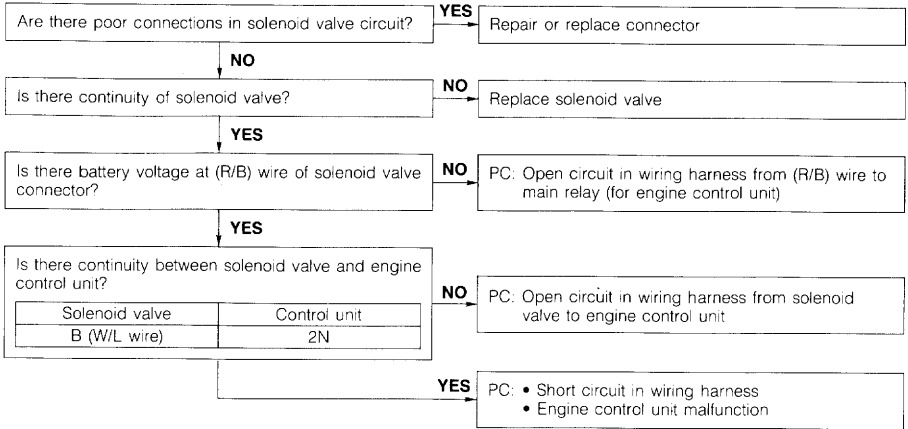 Are there poor connections in solenoid valve circuit?
YES
Repair or replace connector
NO
Is there continuity of solenoid valve?
NO
Replace solenoid valve
YES
Is there battery voltage at (R/B) wire of solenoid valve
connector?
NO
PC: Open circuit in wiring harness from (R/B) wire to
main relay (for engine control unit)
YES
Is there continuity between solenoid valve and engine
control unit?
Solenoid valve Control unit
B (W/L wire) 2N
NO
PC: Open circuit in wiring harness from solenoid
valve to engine control unit
YES
PC: • Short circuit in wiring harness
• Engine control unit malfunction